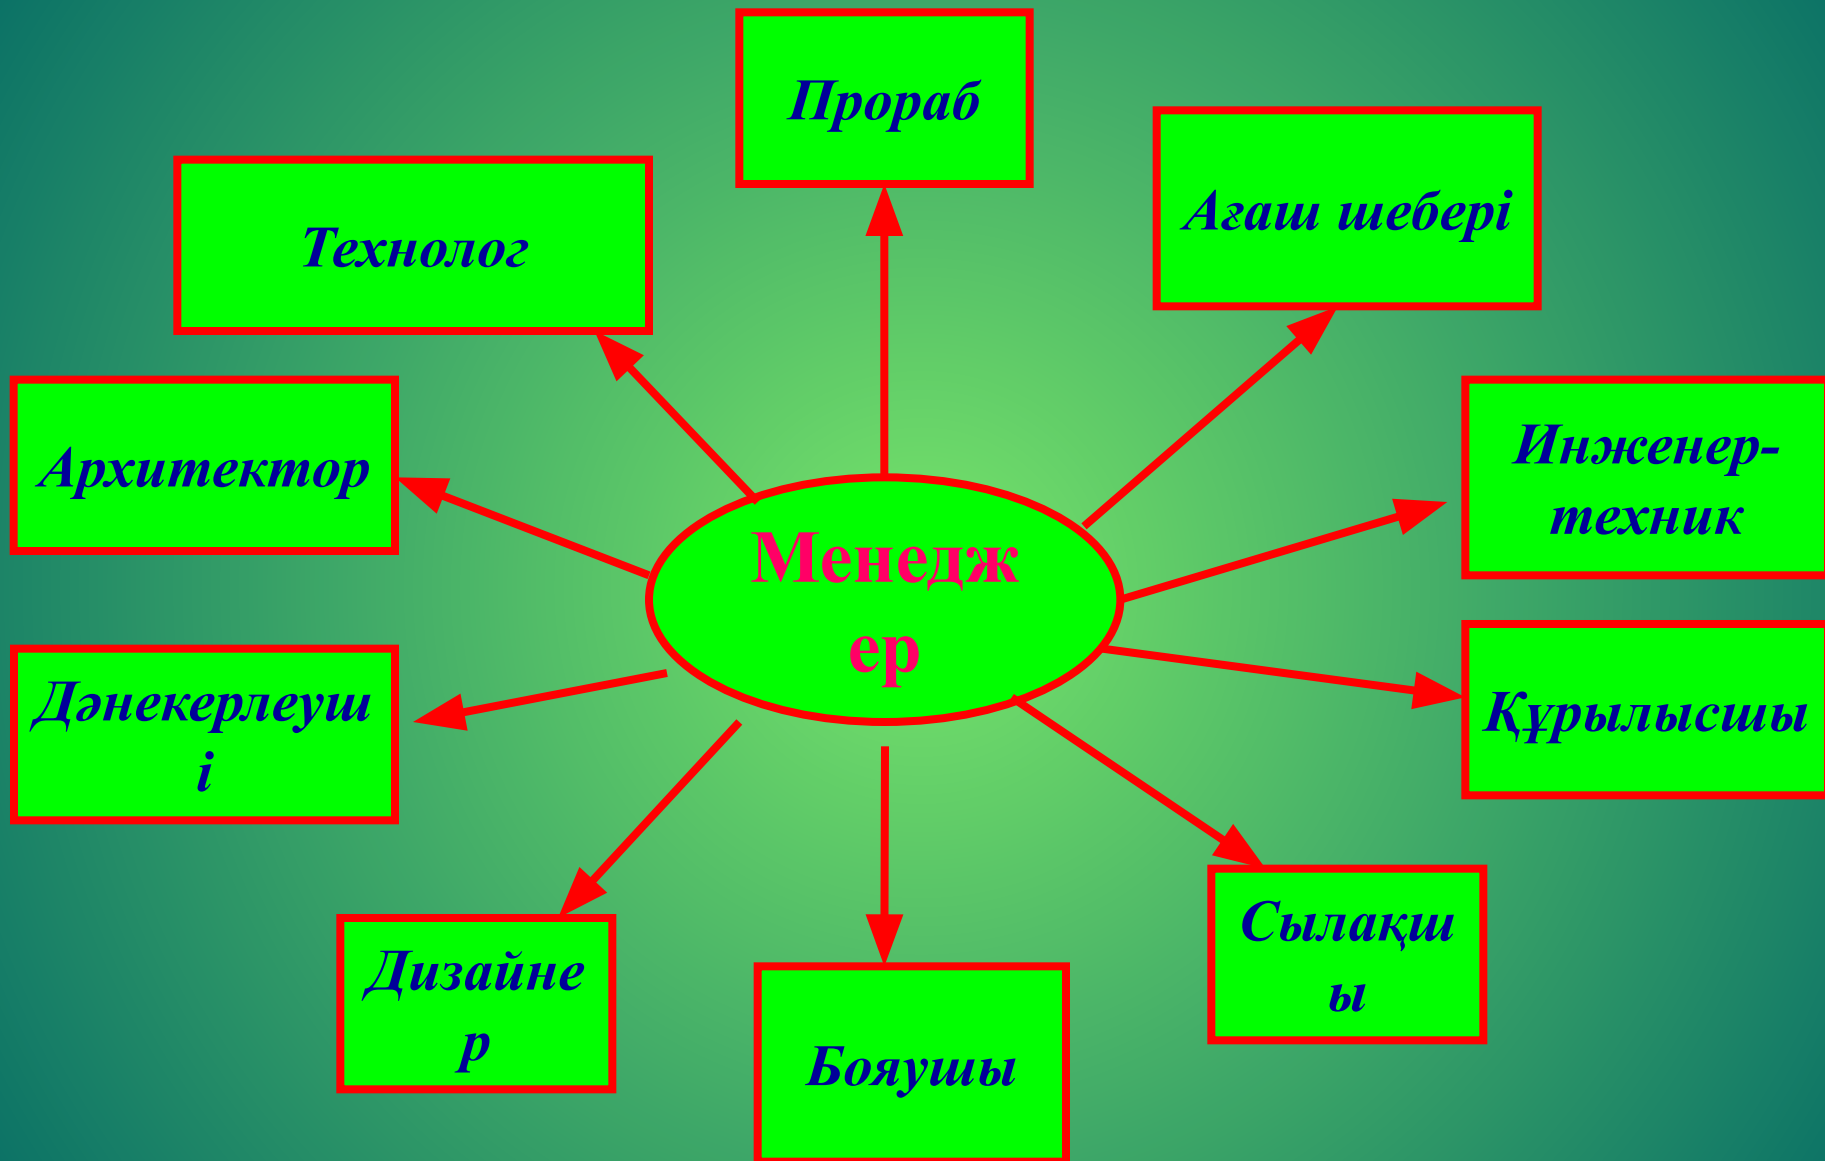 Прораб
Ағаш шебері
Технолог
Инженер-
техник
Архитектор
Менедж
ер
Дәнекерлеуш
і
Құрылысшы
Сылақш
ы
Дизайне
р
Бояушы